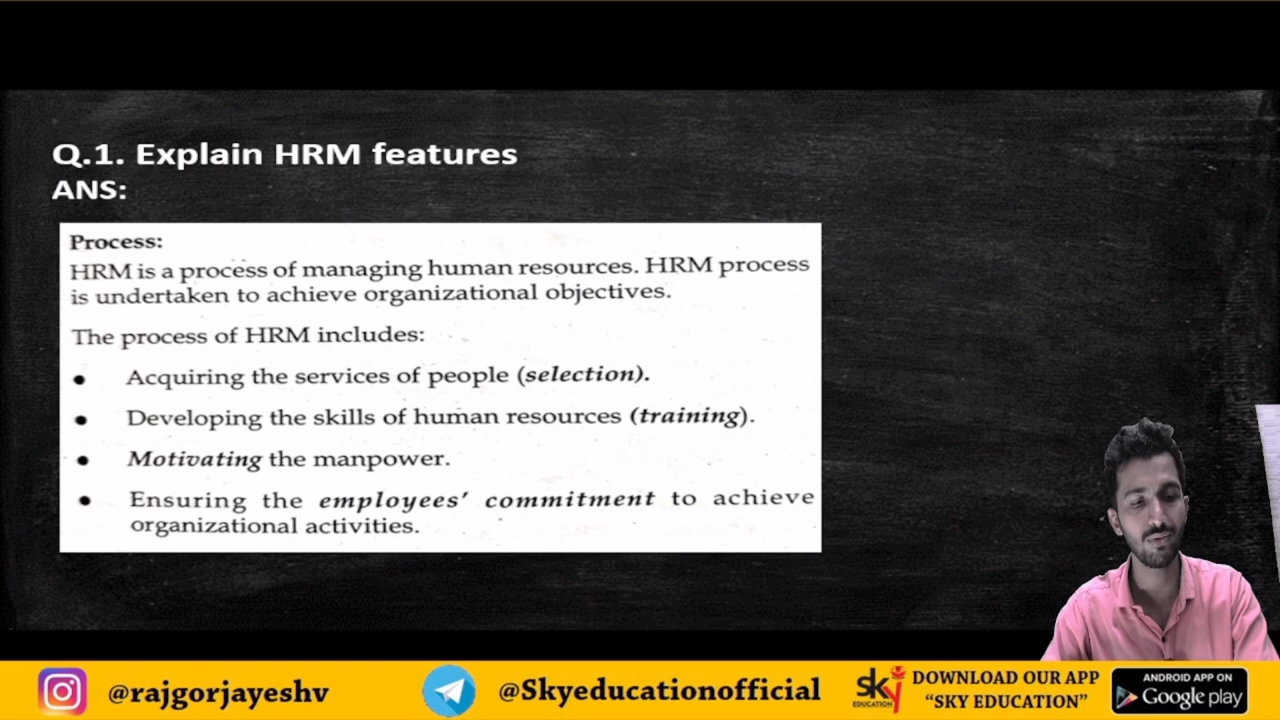 Q.1. Explain HRM features
ANS:
Process:
HRM is a process of managing human resources. HRM process
is undertaken to achieve organizational objectives.
The process of HRM includes:
• Acquiring the services of people (selection).
• Developing the skills of human resources (training).
• Motivating the manpower.
• Ensuring the employees' commitment to achieve
organizational activities.
@rajgorjayeshv
@Skyeducationofficial
sky
EDUCATION
DOWNLOAD OUR APP
“SKY EDUCATION”
ANDROID APP ON
Google play